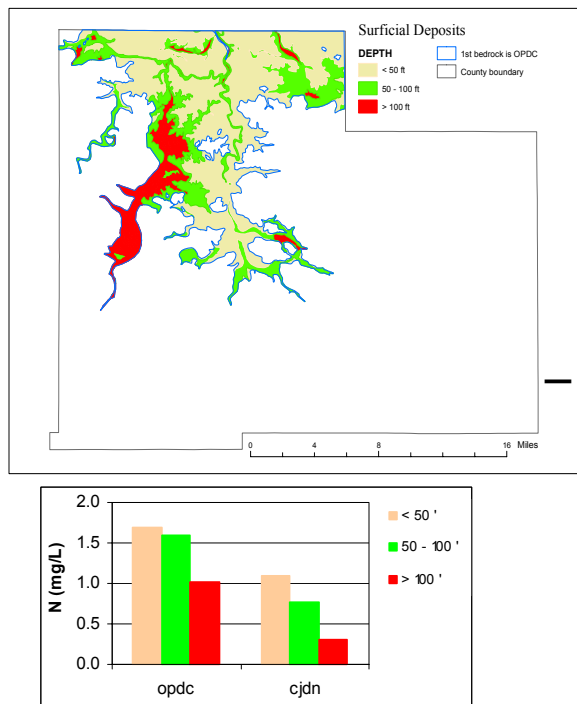 Surficial Deposits
DEPTH
< 50 ft
50 - 100 ft
> 100 ft
1st bedrock is OPDC
County boundary
0 4 8 12 16 Miles
N (mg/L)
2.0
1.5
1.0
0.5
0.0
opdc cjdn
< 50 '
50 - 100 '
> 100 '